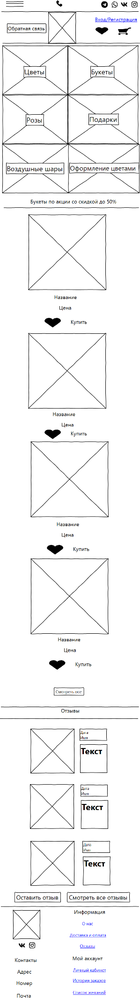 Вход/Регистрация
Обратная связь
Цветы
Букеты
Розы
Подарки
Воздушные шары
Оформление цветами
Букеты по акции со скидкой до 50%
Название
Цена
Купить
Название
Цена
Купить
Название
Цена
Купить
Название
Цена
Купить
Смотреть все
Отзывы
Дата
Имя
Текст
Дата
Имя
Текст
Дата
Имя
Текст
Оставить отзыв
Смотреть все отзывы
Информация
О нас
Доставка и оплата
Отзывы
Контакты
Адрес
Номер
Почта
Мой аккаунт
Личный кабинет
История заказов
Список желаний